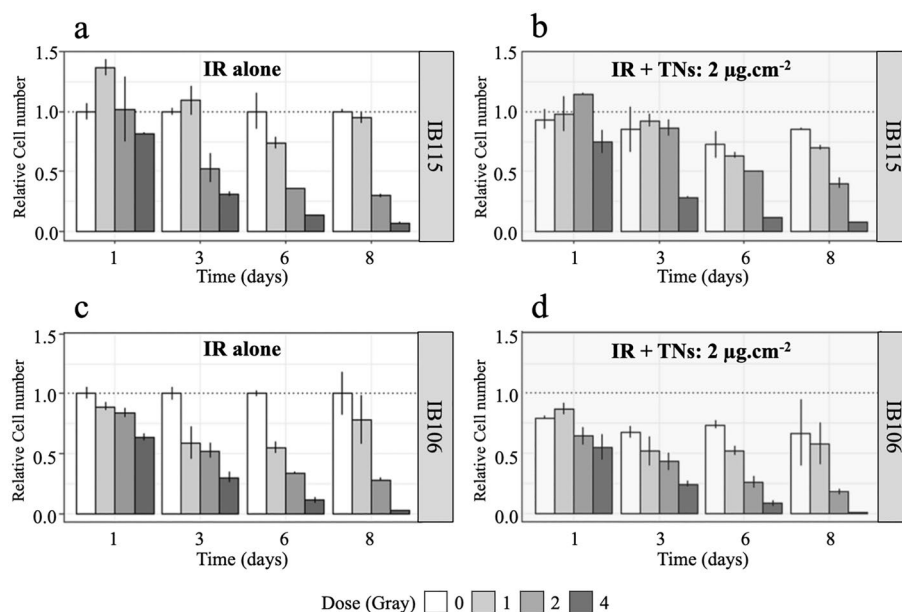 a
IR alone
Relative Cell number
1.5
1.0
0.5
0.0
1 3 6 8
Time (days)
IB115
b
IR + TNs: 2 µg.cm-2
Relative Cell number
1.5
1.0
0.5
0.0
1 3 6 8
Time (days)
IB115
c
IR alone
Relative Cell number
1.5
1.0
0.5
0.0
1 3 6 8
Time (days)
IB106
d
IR + TNs: 2 µg.cm-2
Relative Cell number
1.5
1.0
0.5
0.0
1 3 6 8
Time (days)
IB106
Dose (Gray) 0 1 2 4